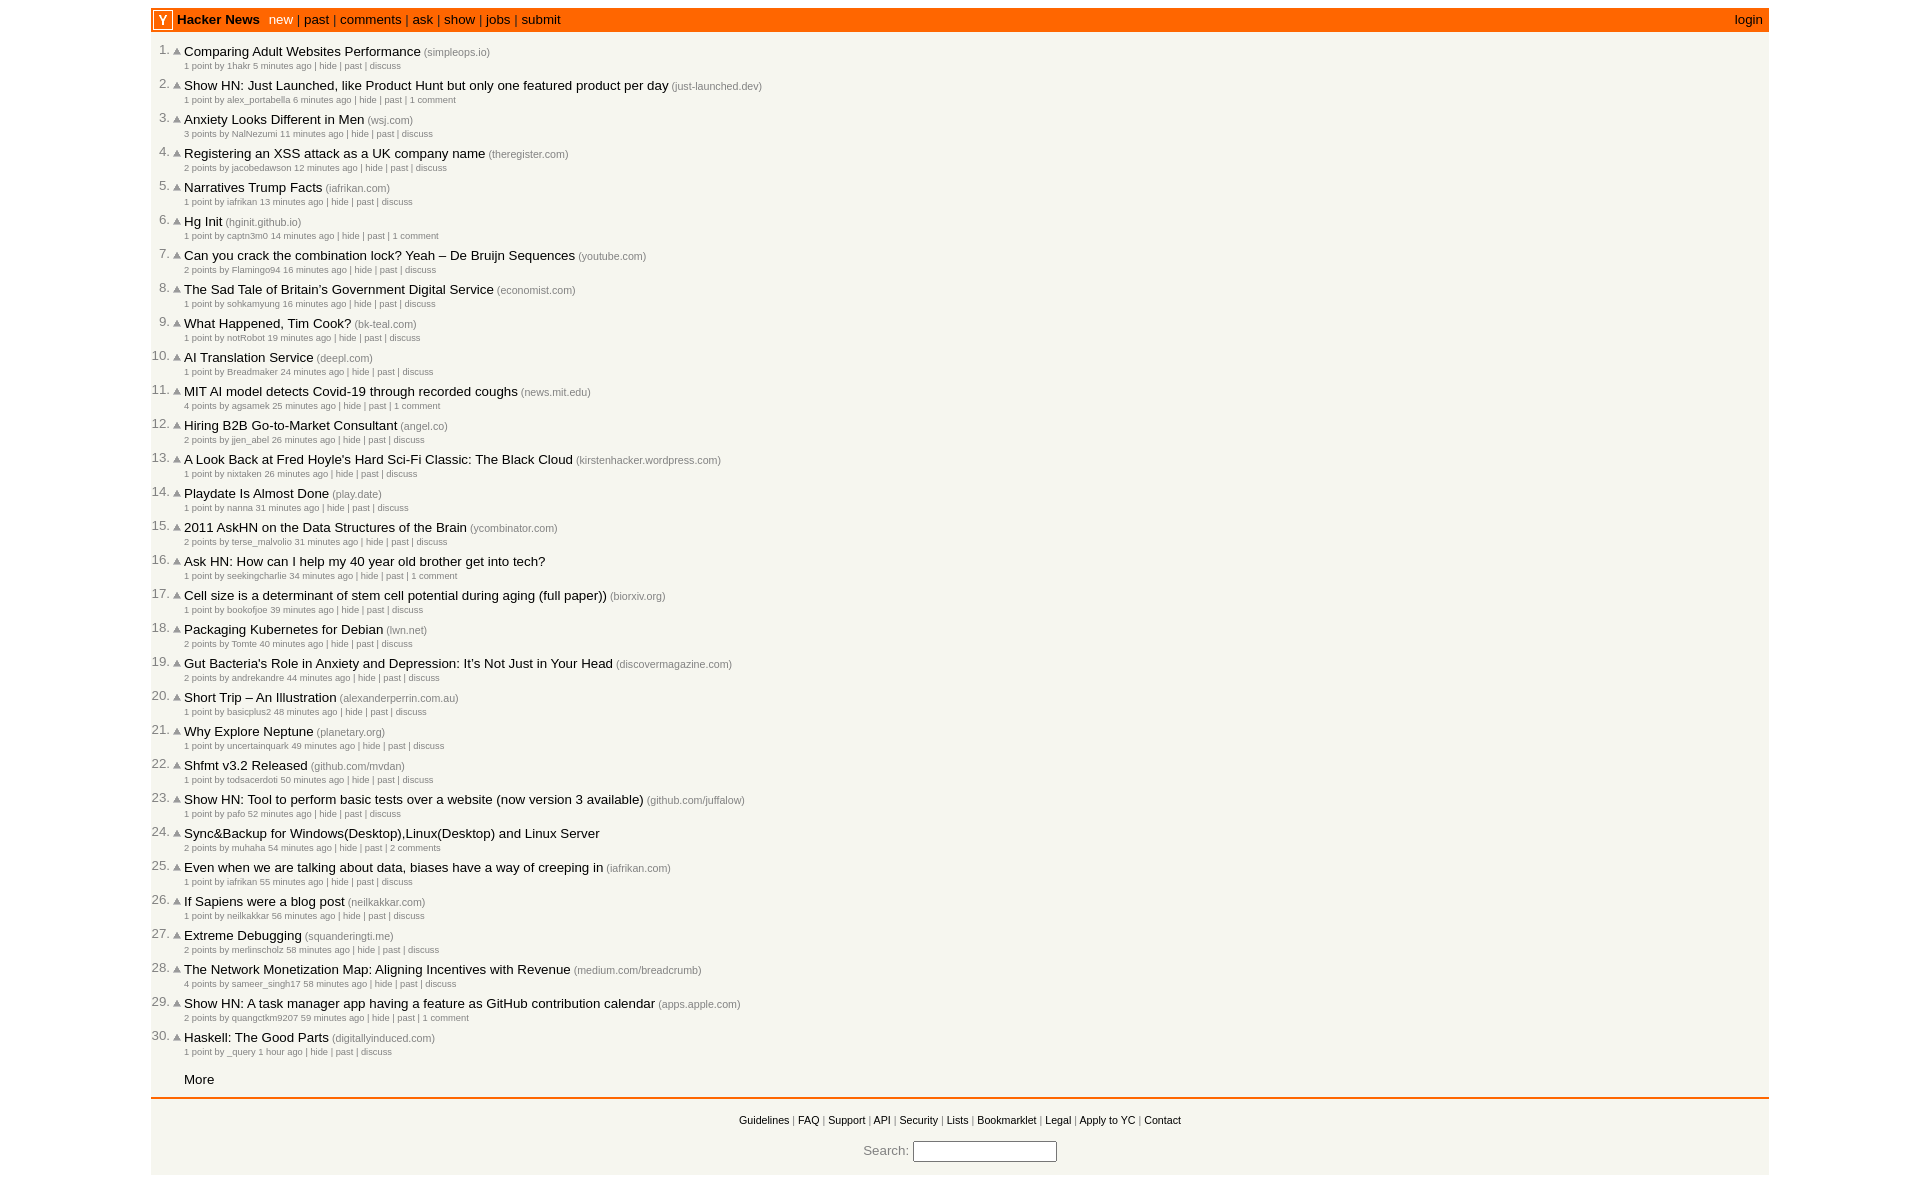 Y Hacker News new | past | comments | ask | show | jobs | submit login
1. Comparing Adult Websites Performance (simpleops.io)
1 point by 1hakr 5 minutes ago | hide | past | discuss
2. Show HN: Just Launched, like Product Hunt but only one featured product per day (just-launched.dev)
1 point by alex_portabella 6 minutes ago | hide | past | 1 comment
3. Anxiety Looks Different in Men (wsj.com)
3 points by NalNezumi 11 minutes ago | hide | past | discuss
4. Registering an XSS attack as a UK company name (theregister.com)
2 points by jacobedawson 12 minutes ago | hide | past | discuss
5. Narratives Trump Facts (iafrikan.com)
1 point by iafrikan 13 minutes ago | hide | past | discuss
6. Hg Init (hginit.github.io)
1 point by captn3m0 14 minutes ago | hide | past | 1 comment
7. Can you crack the combination lock? Yeah – De Bruijn Sequences (youtube.com)
2 points by Flamingo94 16 minutes ago | hide | past | discuss
8. The Sad Tale of Britain’s Government Digital Service (economist.com)
1 point by sohkamyung 16 minutes ago | hide | past | discuss
9. What Happened, Tim Cook? (bk-teal.com)
1 point by notRobot 19 minutes ago | hide | past | discuss
10. AI Translation Service (deepl.com)
1 point by Breadmaker 24 minutes ago | hide | past | discuss
11. MIT AI model detects Covid-19 through recorded coughs (news.mit.edu)
4 points by agsamek 25 minutes ago | hide | past | 1 comment
12. Hiring B2B Go-to-Market Consultant (angel.co)
2 points by jjen_abel 26 minutes ago | hide | past | discuss
13. A Look Back at Fred Hoyle's Hard Sci-Fi Classic: The Black Cloud (kirstenhacker.wordpress.com)
1 point by nixtaken 26 minutes ago | hide | past | discuss
14. Playdate Is Almost Done (play.date)
1 point by nanna 31 minutes ago | hide | past | discuss
15. 2011 AskHN on the Data Structures of the Brain (ycombinator.com)
2 points by terse_malvolio 31 minutes ago | hide | past | discuss
16. Ask HN: How can I help my 40 year old brother get into tech?
1 point by seekingcharlie 34 minutes ago | hide | past | 1 comment
17. Cell size is a determinant of stem cell potential during aging (full paper)) (biorxiv.org)
1 point by bookofjoe 39 minutes ago | hide | past | discuss
18. Packaging Kubernetes for Debian (lwn.net)
2 points by Tomte 40 minutes ago | hide | past | discuss
19. Gut Bacteria's Role in Anxiety and Depression: It’s Not Just in Your Head (discovermagazine.com)
2 points by andrekandre 44 minutes ago | hide | past | discuss
20. Short Trip – An Illustration (alexanderperrin.com.au)
1 point by basicplus2 48 minutes ago | hide | past | discuss
21. Why Explore Neptune (planetary.org)
1 point by uncertainquark 49 minutes ago | hide | past | discuss
22. Shfmt v3.2 Released (github.com/mvdan)
1 point by todsacerdoti 50 minutes ago | hide | past | discuss
23. Show HN: Tool to perform basic tests over a website (now version 3 available) (github.com/juffalow)
1 point by pafo 52 minutes ago | hide | past | discuss
24. Sync&Backup for Windows(Desktop),Linux(Desktop) and Linux Server
2 points by muhaha 54 minutes ago | hide | past | 2 comments
25. Even when we are talking about data, biases have a way of creeping in (iafrikan.com)
1 point by iafrikan 55 minutes ago | hide | past | discuss
26. If Sapiens were a blog post (neilkakkar.com)
1 point by neilkakkar 56 minutes ago | hide | past | discuss
27. Extreme Debugging (squanderingti.me)
2 points by merlinscholz 58 minutes ago | hide | past | discuss
28. The Network Monetization Map: Aligning Incentives with Revenue (medium.com/breadcrumb)
4 points by sameer_singh17 58 minutes ago | hide | past | discuss
29. Show HN: A task manager app having a feature as GitHub contribution calendar (apps.apple.com)
2 points by quangctkm9207 59 minutes ago | hide | past | 1 comment
30. Haskell: The Good Parts (digitallyinduced.com)
1 point by _query 1 hour ago | hide | past | discuss
More
Guidelines | FAQ | Support | API | Security | Lists | Bookmarklet | Legal | Apply to YC | Contact
Search: